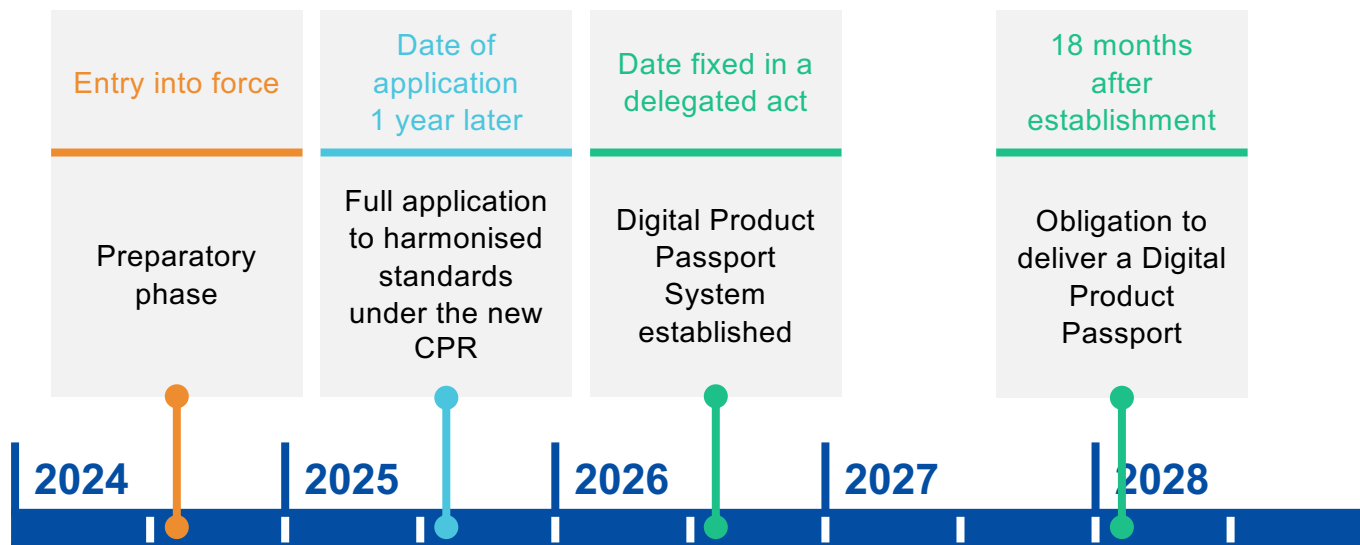 Entry into force
Preparatory
phase
Date of
application
1 year later
Full application
to harmonised
standards
under the new
CPR
Date fixed in a
delegated act
Digital Product
Passport
System
established
18 months
after
establishment
Obligation to
deliver a Digital
Product
Passport
2024
2025
2026
2027
2028